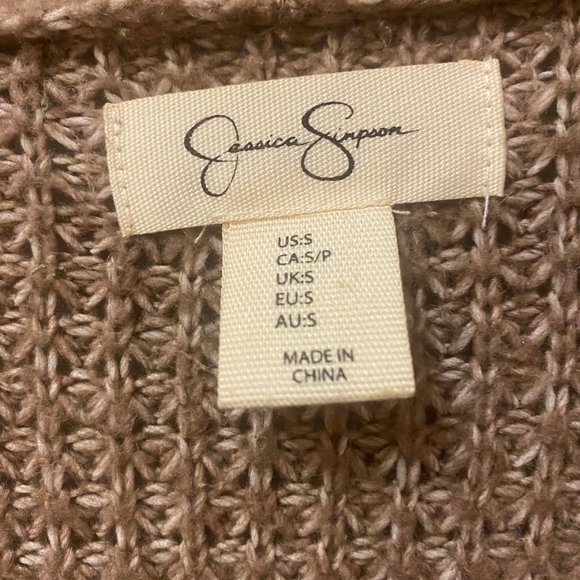 Jessica Simpson
US:S
CA:S/P
UK:S
EU:S
AU:S
MADE IN
CHINA